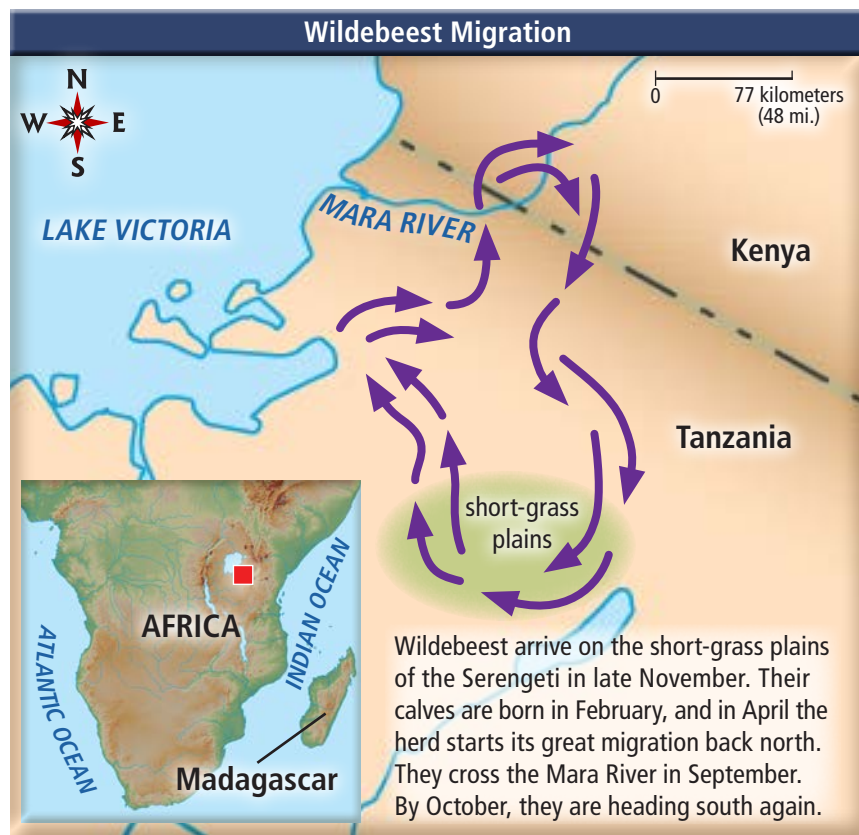 Wildebeest Migration
N
W E
S
0 77 kilometers
(48 mi.)
LAKE VICTORIA
MARA RIVER
Kenya
Tanzania
short-grass
plains
AFRICA
ATLANTIC OCEAN
INDIAN OCEAN
Madagascar
Wildebeest arrive on the short-grass plains
of the Serengeti in late November. Their
calves are born in February, and in April the
herd starts its great migration back north.
They cross the Mara River in September.
By October, they are heading south again.